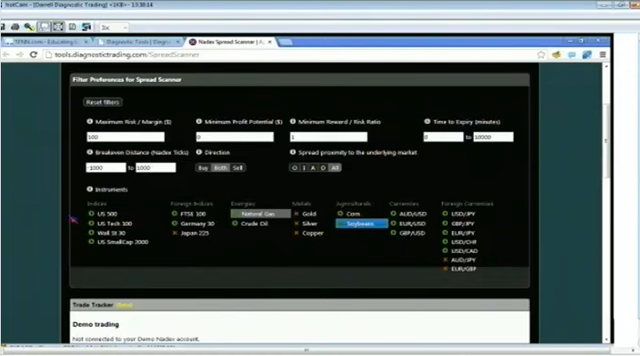 NotCam - [Darrell Diagnostic Trading] <1KB> - 13:38:14
2x
TENN.com - Educating t
Diagnostic Tools | Diagn
Nadex Spread Scanner | A
tools.diagnostictrading.com/SpreadScanner
Filter Preferences for Spread Scanner
Reset filters
Maximum Risk / Margin ($) Minimum Profit Potential ($) Minimum Reward / Risk Ratio Time to Expiry (minutes)
500 0 1 0 to 10000
Breakeven Distance (Nadex Ticks) Direction Spread proximity to the underlying market
-1000 to 1000 Buy Both Sell O I A O All
Instruments
Indices Foreign Indices Energies Metals Agriculturals Currencies Foreign Currencies
US 500 FTSE 100 Natural Gas Gold Corn AUD/USD USD/JPY
US Tech 100 Germany 30 Crude Oil Silver Soybeans EUR/USD EUR/JPY
Wall St 30 Japan 225 Copper GBP/USD GBP/JPY
US SmallCap 2000 USD/CHF
USD/CAD
AUD/JPY
EUR/GBP
Trade Tracker
Demo trading
Not connected to your Demo Nadex account.